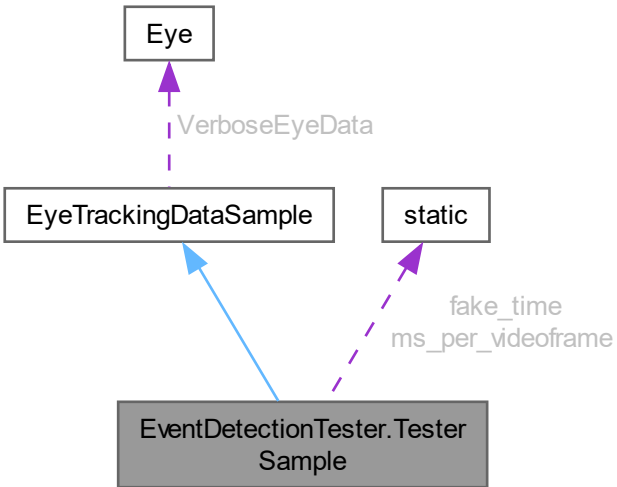 Eye
VerboseEyeData
EyeTrackingDataSample
static
fake_time
ms_per_videoframe
EventDetectionTester.Tester
Sample